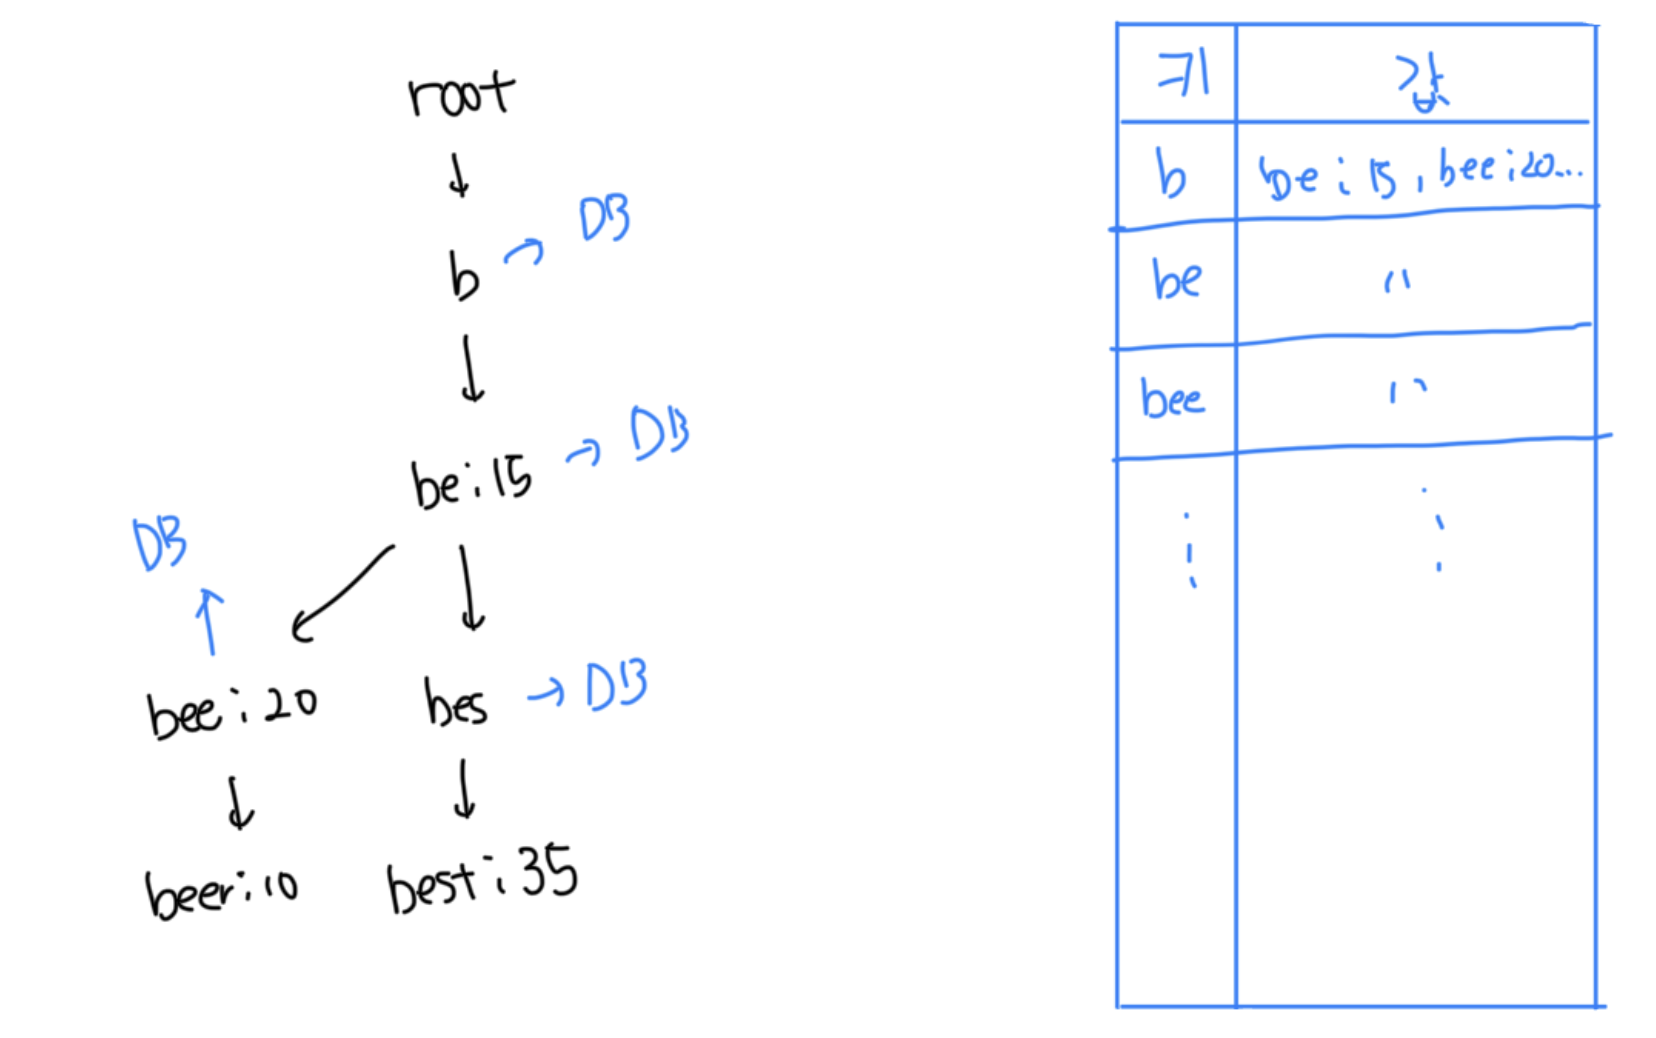 root
b → DB
be:15 → DB
DB
bee:20
bes → DB
beer:10
best:35
키 값
b be:15, bee:20...
be "
bee "